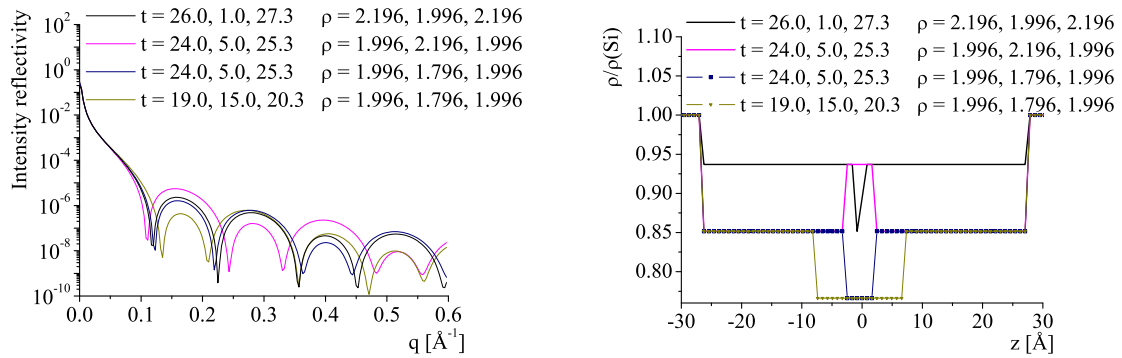 t = 26.0, 1.0, 27.3 ρ = 2.196, 1.996, 2.196
t = 24.0, 5.0, 25.3 ρ = 1.996, 2.196, 1.996
t = 24.0, 5.0, 25.3 ρ = 1.996, 1.796, 1.996
t = 19.0, 15.0, 20.3 ρ = 1.996, 1.796, 1.996
Intensity reflectivity
10^2
10^0
10^-2
10^-4
10^-6
10^-8
10^-10
0.0 0.1 0.2 0.3 0.4 0.5 0.6
q [Å^-1]
t = 26.0, 1.0, 27.3 ρ = 2.196, 1.996, 2.196
t = 24.0, 5.0, 25.3 ρ = 1.996, 2.196, 1.996
t = 24.0, 5.0, 25.3 ρ = 1.996, 1.796, 1.996
t = 19.0, 15.0, 20.3 ρ = 1.996, 1.796, 1.996
ρ/ρ(Si)
1.10
1.05
1.00
0.95
0.90
0.85
0.80
-30 -20 -10 0 10 20 30
z [Å]